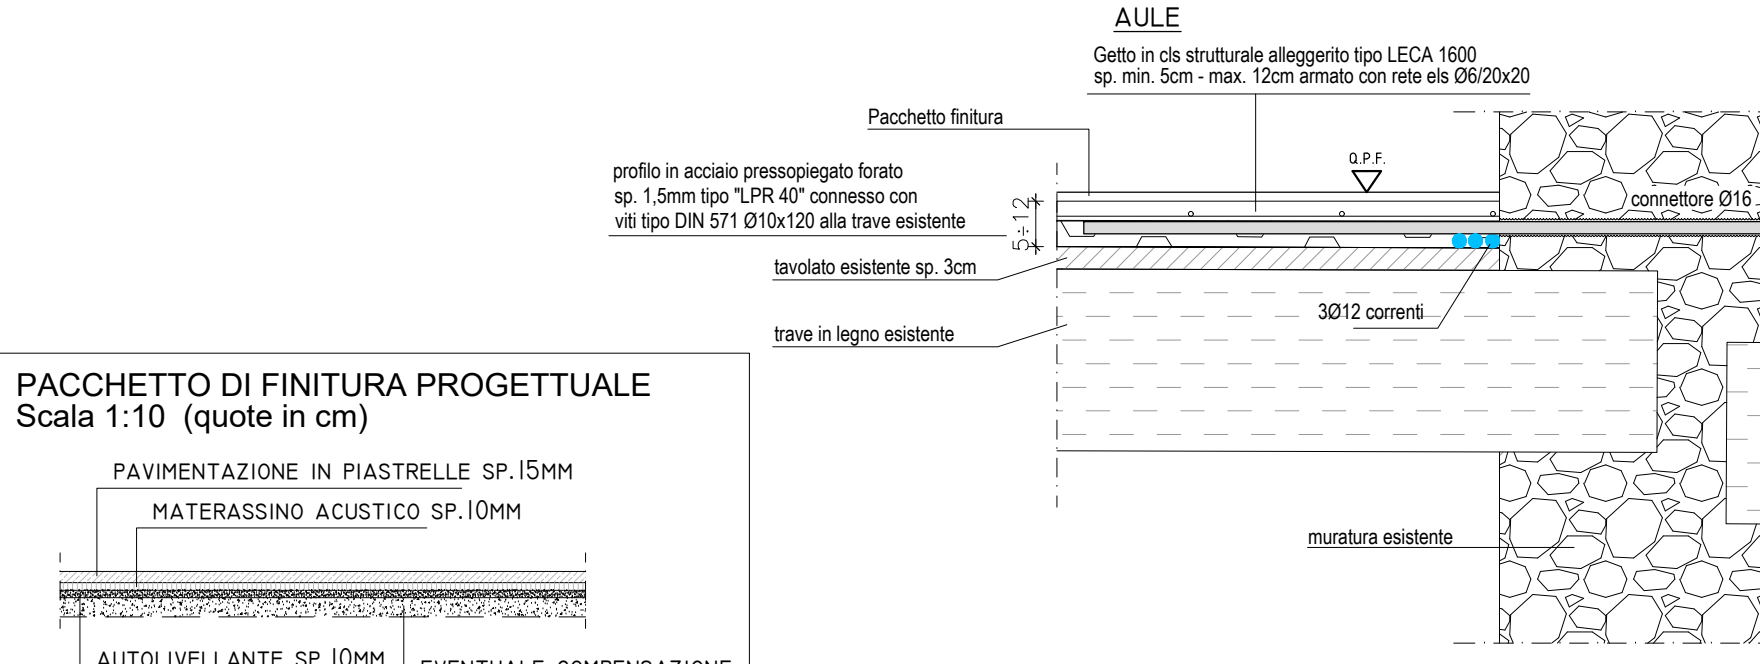 AULE
Getto in cls strutturale alleggerito tipo LECA 1600
sp. min. 5cm - max. 12cm armato con rete els Ø6/20x20
Pacchetto finitura
Q.P.F.
profilo in acciaio pressopiegato forato
sp. 1,5mm tipo "LPR 40" connesso con
viti tipo DIN 571 Ø10x120 alla trave esistente
5÷12
connettore Ø16
tavolato esistente sp. 3cm
3Ø12 correnti
trave in legno esistente
muratura esistente
PACCHETTO DI FINITURA PROGETTUALE
Scala 1:10 (quote in cm)
PAVIMENTAZIONE IN PIASTRELLE SP.15MM
MATERASSINO ACUSTICO SP.10MM
AUTOLIVELLANTE SP.10MM
EVENTUALE COMPENSAZIONE